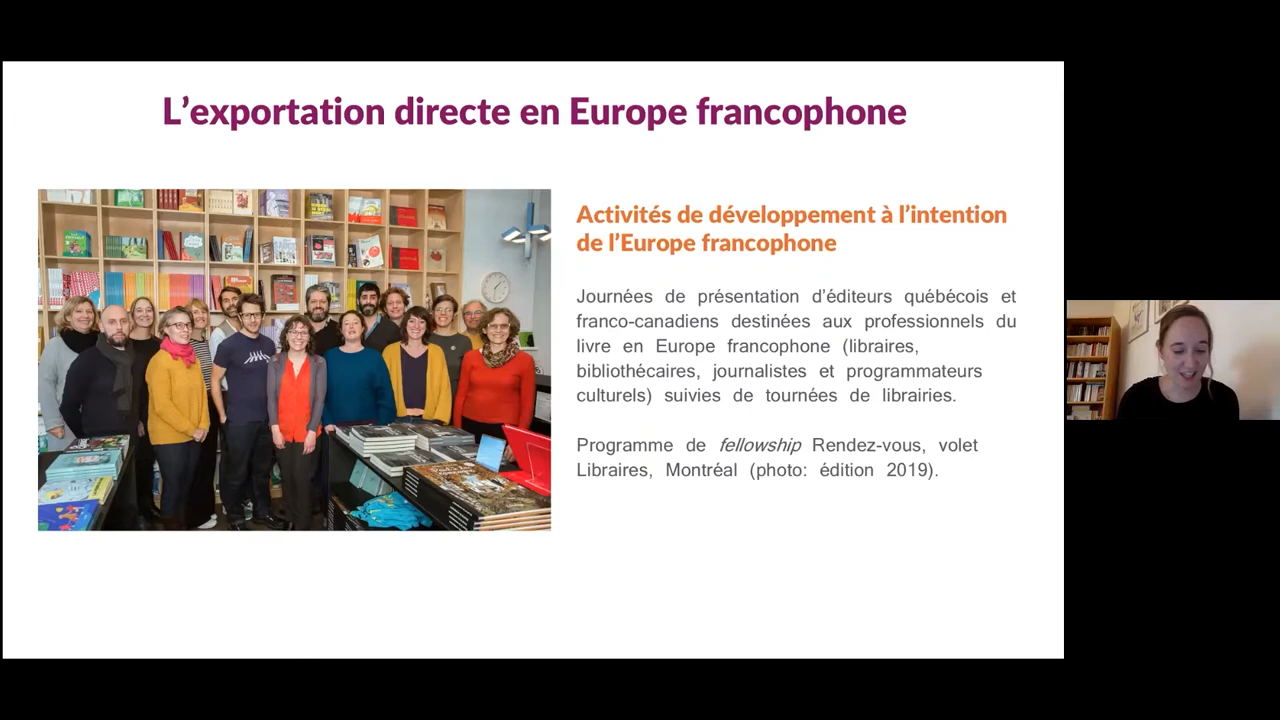 L'exportation directe en Europe francophone
Activités de développement à l'intention
de l'Europe francophone
Journées de présentation d'éditeurs québécois et
franco-canadiens destinées aux professionnels du
livre en Europe francophone (libraires,
bibliothécaires, journalistes et programmateurs
culturels) suivies de tournées de librairies.
Programme de fellowship Rendez-vous, volet
Libraires, Montréal (photo: édition 2019).